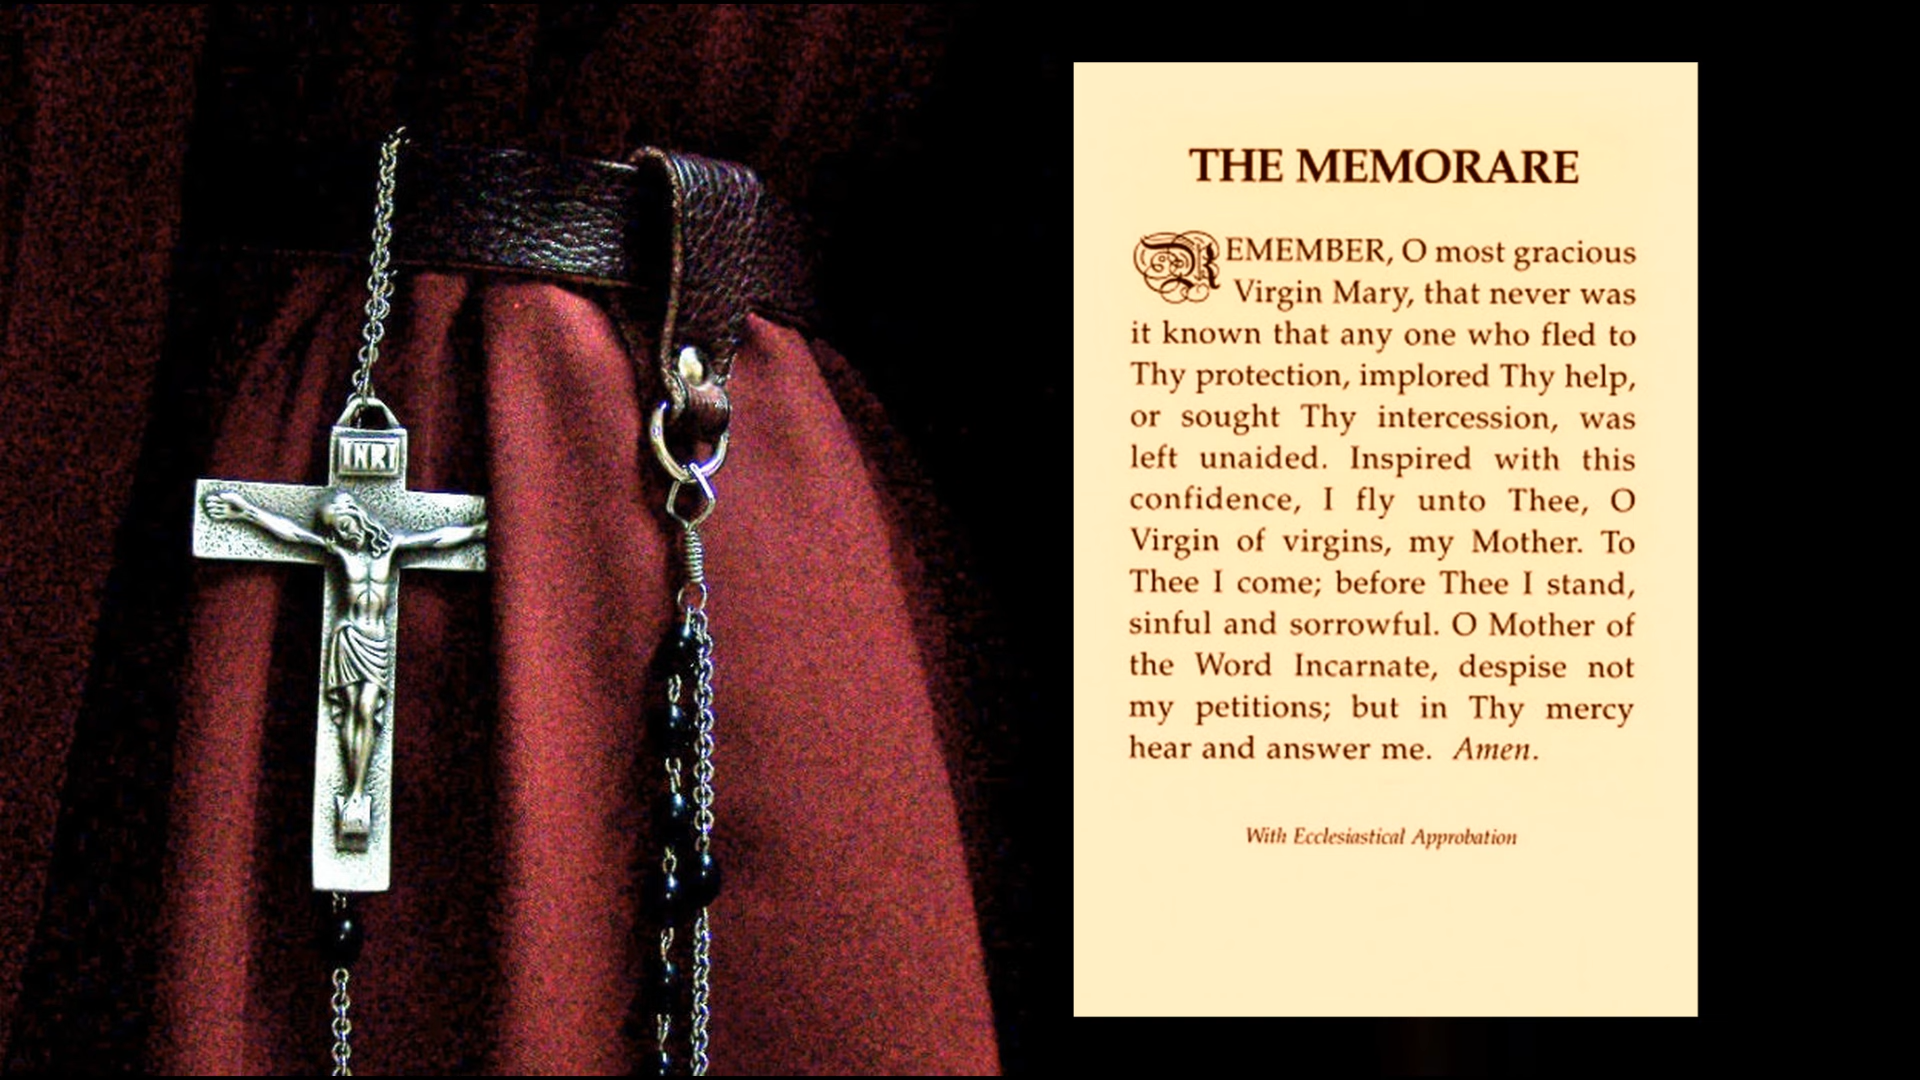 INRI
THE MEMORARE
REMEMBER, O most gracious
Virgin Mary, that never was
it known that any one who fled to
Thy protection, implored Thy help,
or sought Thy intercession, was
left unaided. Inspired with this
confidence, I fly unto Thee, O
Virgin of virgins, my Mother. To
Thee I come; before Thee I stand,
sinful and sorrowful. O Mother of
the Word Incarnate, despise not
my petitions; but in Thy mercy
hear and answer me. Amen.
With Ecclesiastical Approbation